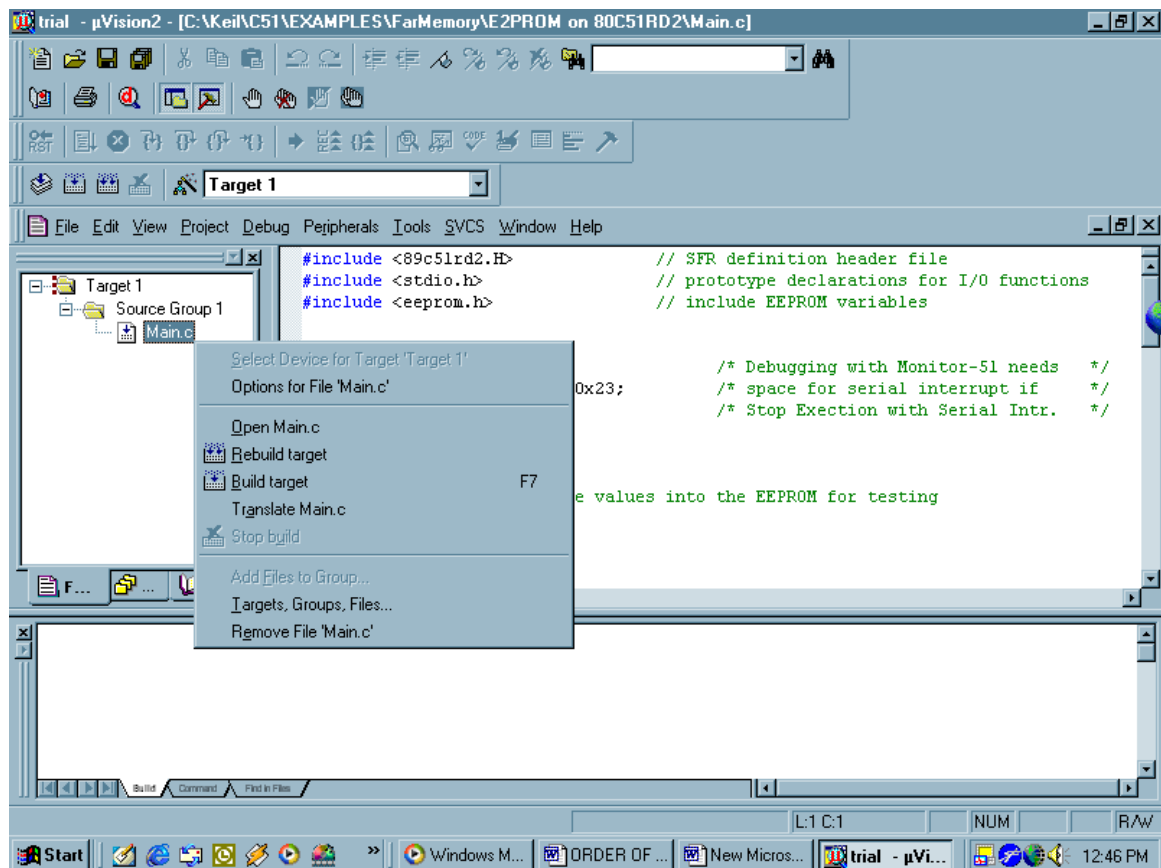 trial - µVision2 - [C:\Keil\C51\EXAMPLES\FarMemory\E2PROM on 80C51RD2\Main.c]
RST
CODE
Target 1
File Edit View Project Debug Peripherals Tools SVCS Window Help
Target 1
Source Group 1
Main.c
#include <89c51rd2.H> // SFR definition header file
#include <stdio.h> // prototype declarations for I/O functions
#include <eeprom.h> // include EEPROM variables
/* Debugging with Monitor-51 needs */
0x23; /* space for serial interrupt if */
/* Stop Exection with Serial Intr. */
e values into the EEPROM for testing
Select Device for Target 'Target 1'
Options for File 'Main.c'
Open Main.c
Rebuild target
Build target F7
Translate Main.c
Stop build
Add Files to Group...
Targets, Groups, Files...
Remove File 'Main.c'
F... ...
Build Command Find in Files
L:1 C:1 NUM R/W
Start » Windows M... ORDER OF ... New Micros... trial - µVi... 12:46 PM